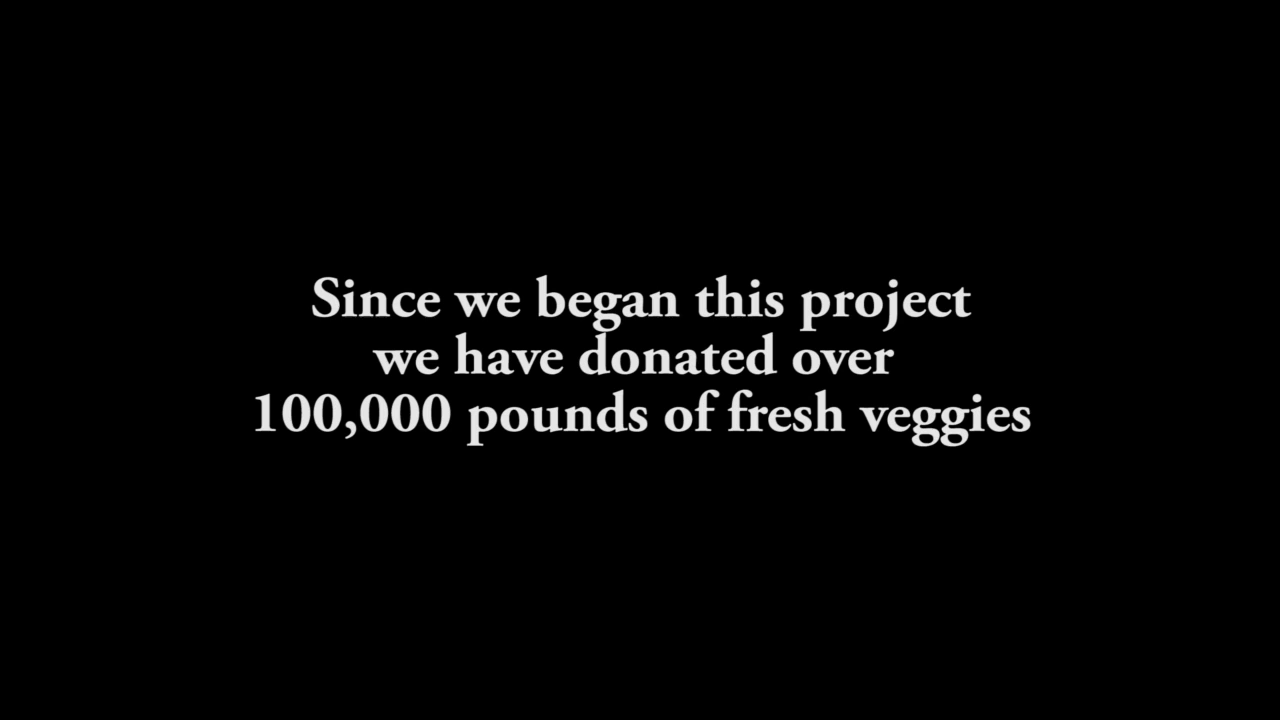 Since we began this project
we have donated over
100,000 pounds of fresh veggies